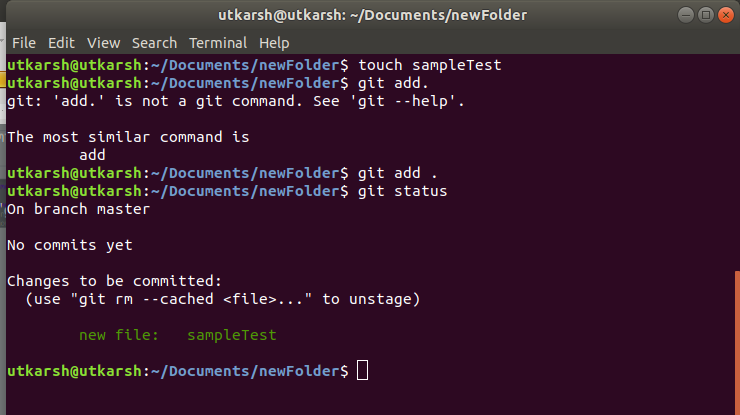 utkarsh@utkarsh: ~/Documents/newFolder
File Edit View Search Terminal Help
utkarsh@utkarsh:~/Documents/newFolder$ touch sampleTest
utkarsh@utkarsh:~/Documents/newFolder$ git add.
git: 'add.' is not a git command. See 'git --help'.
The most similar command is
add
utkarsh@utkarsh:~/Documents/newFolder$ git add .
utkarsh@utkarsh:~/Documents/newFolder$ git status
On branch master
No commits yet
Changes to be committed:
(use "git rm --cached <file>..." to unstage)
new file:   sampleTest
utkarsh@utkarsh:~/Documents/newFolder$